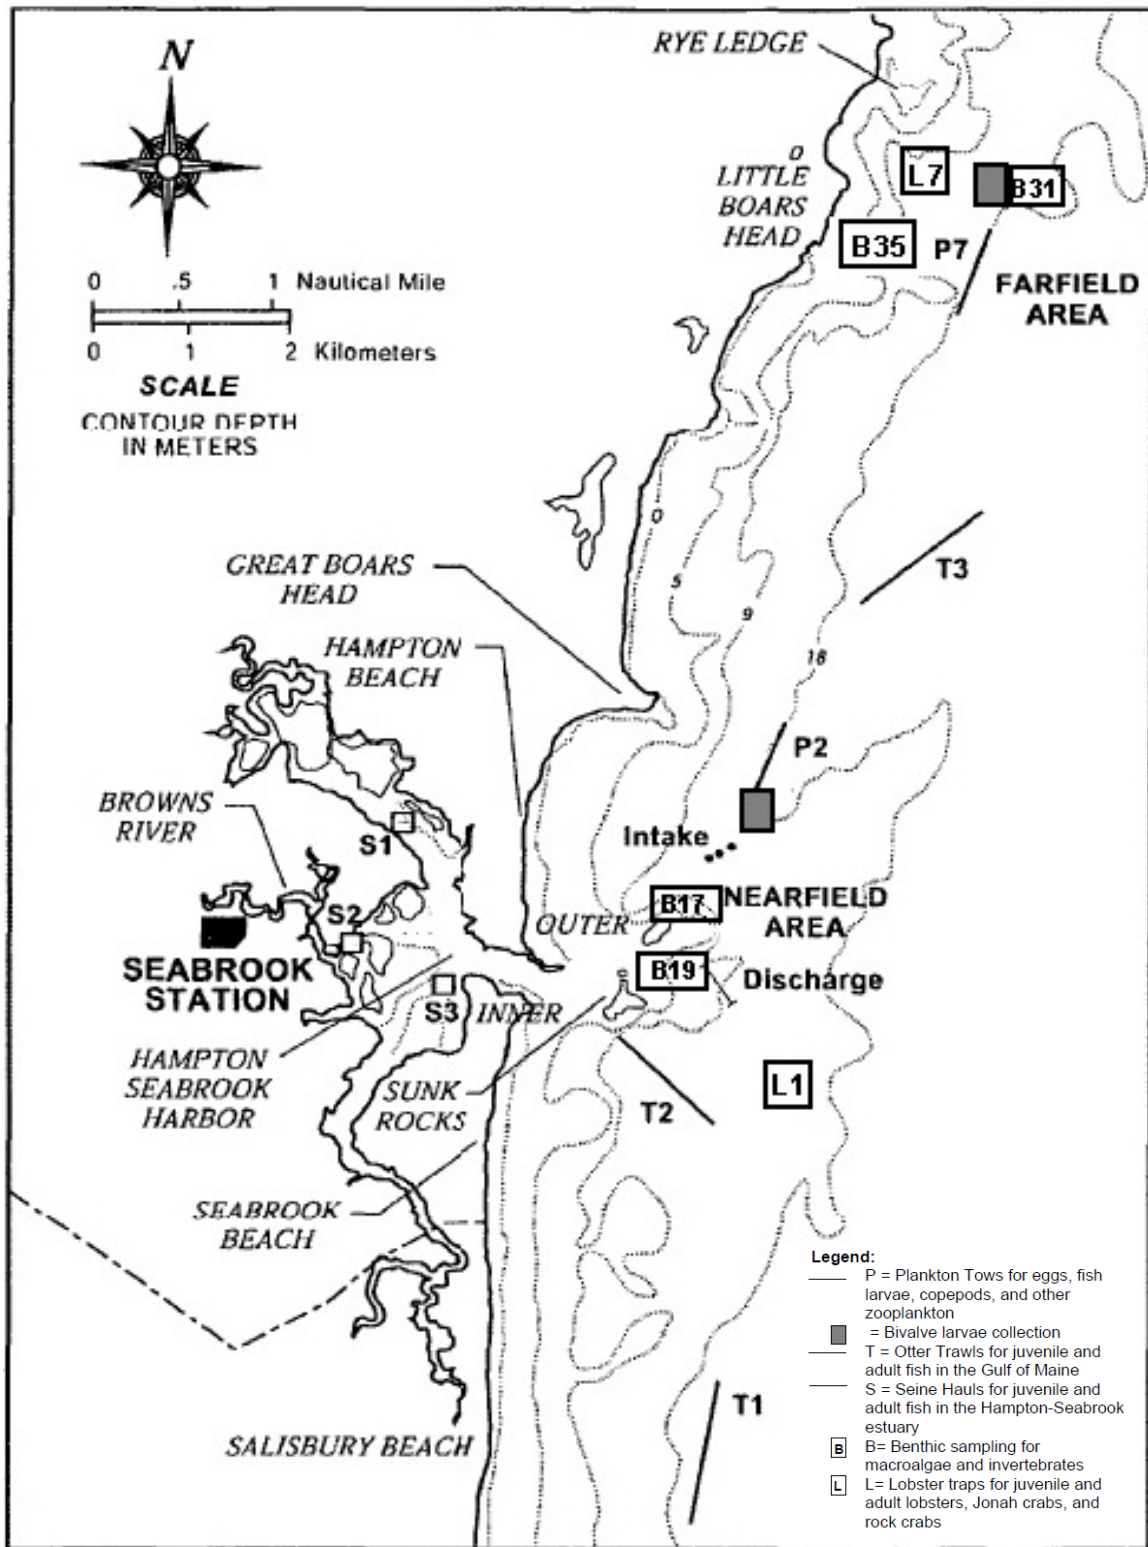 RYE LEDGE
N
LITTLE
BOARS
HEAD
L7
B31
B35
P7
FARFIELD
AREA
0 .5 1 Nautical Mile
0 1 2 Kilometers
SCALE
CONTOUR DEPTH
IN METERS
0
5
9
18
T3
GREAT BOARS
HEAD
HAMPTON
BEACH
P2
BROWNS
RIVER
S1
Intake
S2
B17
NEARFIELD
AREA
OUTER
SEABROOK
STATION
B19
Discharge
S3
INNER
HAMPTON
SEABROOK
HARBOR
SUNK
ROCKS
T2
L1
SEABROOK
BEACH
T1
SALISBURY BEACH
Legend:
P = Plankton Tows for eggs, fish
larvae, copepods, and other
zooplankton
= Bivalve larvae collection
T = Otter Trawls for juvenile and
adult fish in the Gulf of Maine
S = Seine Hauls for juvenile and
adult fish in the Hampton-Seabrook
estuary
B B= Benthic sampling for
macroalgae and invertebrates
L L= Lobster traps for juvenile and
adult lobsters, Jonah crabs, and
rock crabs